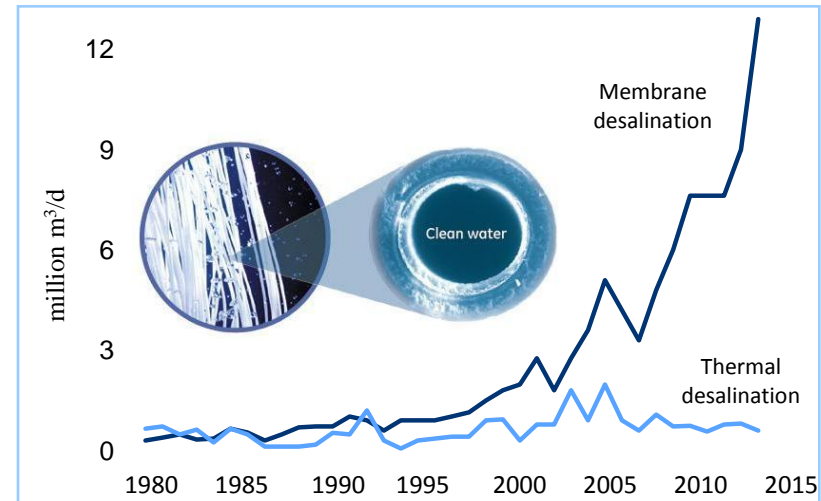 12
Membrane
desalination
9
Clean water
million m³/d
6
3
Thermal
desalination
0
1980 1985 1990 1995 2000 2005 2010 2015